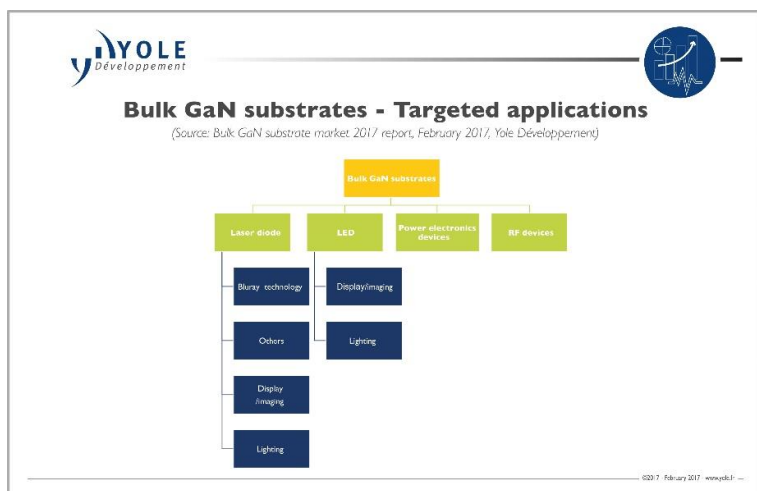 YOLE
Développement
Bulk GaN substrates - Targeted applications
(Source: Bulk GaN substrate market 2017 report, February 2017, Yole Développement)
Bulk GaN substrates
Laser diode
LED
Power electronics
devices
RF devices
Bluray technology
Display/imaging
Others
Lighting
Display
/imaging
Lighting
©2017 - February 2017 - www.yole.fr